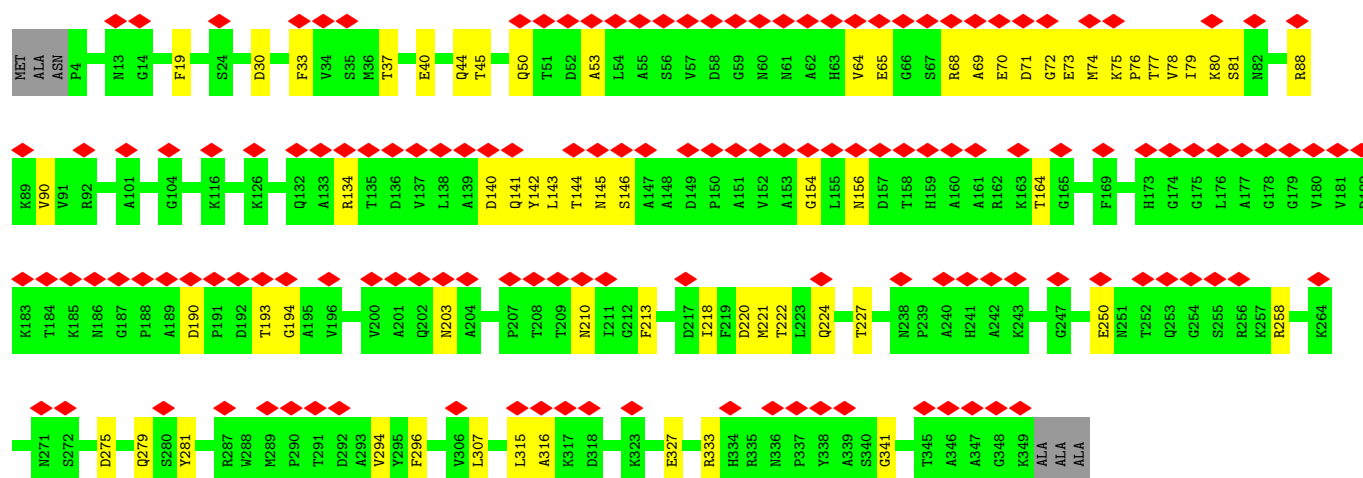 MET ALA ASN P4 N13 G14 F19 S24 D30 F33 V34 S35 M36 T37 E40 Q44 T45 Q50 T51 D52 A53 L54 A55 S56 V57 D58 G59 N60 N61 A62 H63 V64 E65 G66 S67 R68 A69 E70 D71 G72 E73 M74 K75 P76 T77 V78 I79 K80 S81 N82 R88
K89 V90 V91 R92 A101 G104 K116 K126 Q132 A133 R134 T135 D136 V137 L138 A139 D140 Q141 Y142 L143 T144 N145 S146 A147 A148 D149 P150 A151 V152 A153 G154 L155 N156 D157 T158 H159 A160 A161 R162 K163 T164 G165 F169 H173 G174 G175 L176 A177 G178 G179 V180 V181
K183 T184 K185 N186 G187 P188 A189 D190 P191 D192 T193 G194 A195 V196 V200 A201 Q202 N203 A204 P207 T208 T209 N210 I211 G212 F213 D217 I218 F219 D220 M221 T222 L223 Q224 T227 N238 P239 A240 H241 A242 K243 G247 E250 N251 T252 Q253 G254 S255 R256 K257 R258 K264
N271 S272 D275 Q279 S280 Y281 R287 W288 M289 P290 T291 D292 A293 V294 Y295 F296 V306 L307 L315 A316 K317 D318 K323 E327 R333 H334 R335 N336 P337 Y338 A339 S340 G341 T345 A346 A347 G348 K349 ALA ALA ALA